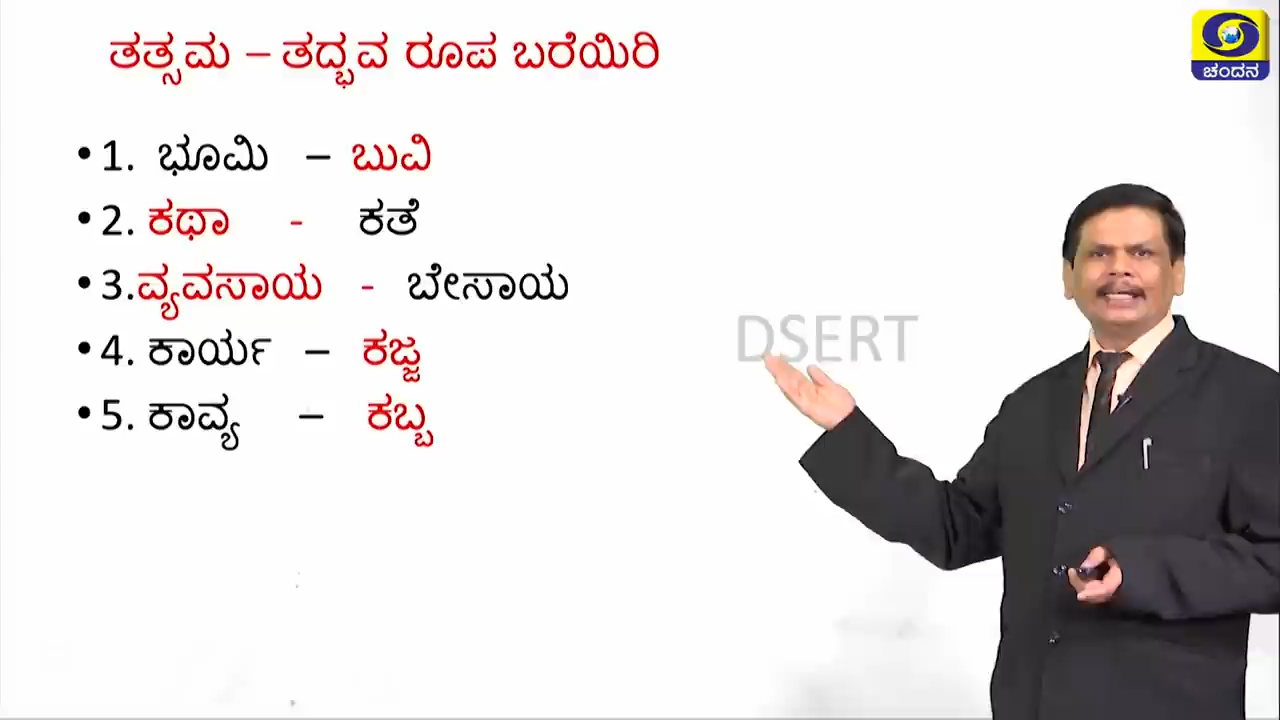 ತತ್ಸಮ – ತದ್ಭವ ರೂಪ ಬರೆಯಿರಿ
ಚಂದನ
•1. ಭೂಮಿ – ಬುವಿ
•2. ಕಥಾ - ಕತೆ
•3.ವ್ಯವಸಾಯ - ಬೇಸಾಯ
•4. ಕಾರ್ಯ – ಕಜ್ಜ
•5. ಕಾವ್ಯ – ಕಬ್ಬ
DSERT